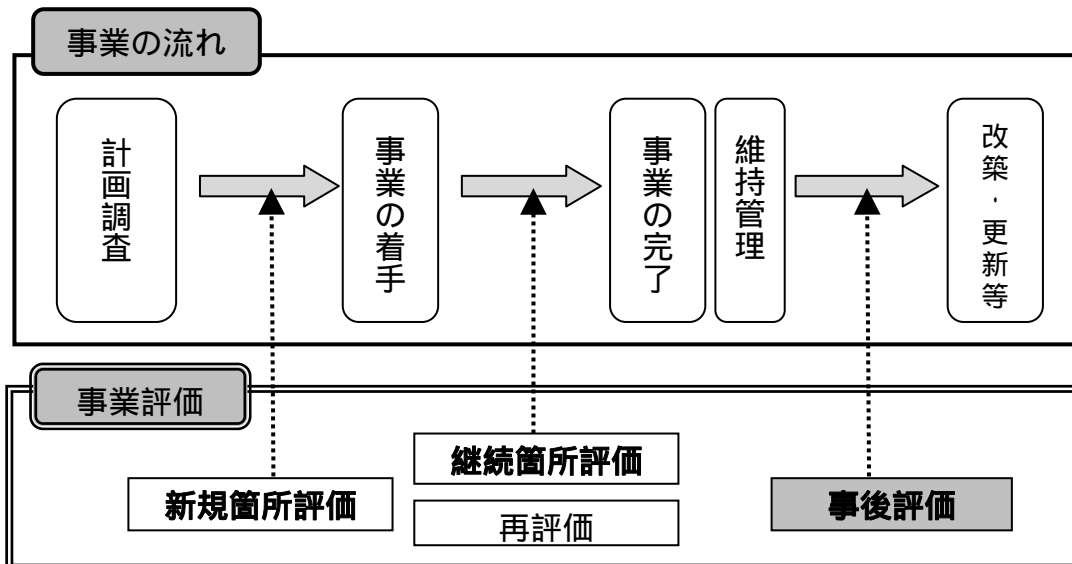 事業の流れ
計画調査
事業の着手
事業の完了
維持管理
改築・更新等
事業評価
新規箇所評価
継続箇所評価
再評価
事後評価